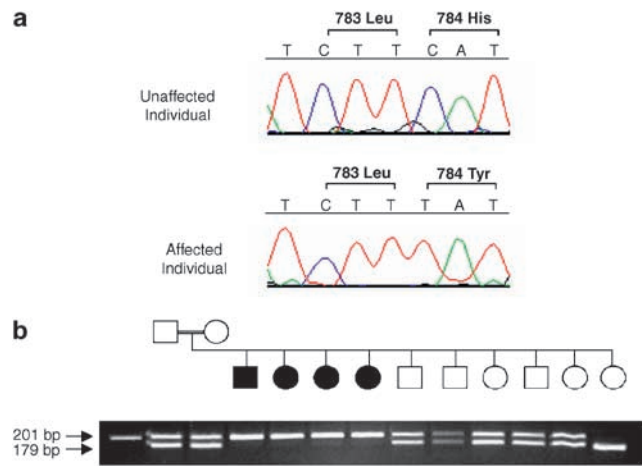 a
783 Leu 784 His
T C T T C A T
Unaffected
Individual
783 Leu 784 Tyr
T C T T T A T
Affected
Individual
b
201 bp
179 bp